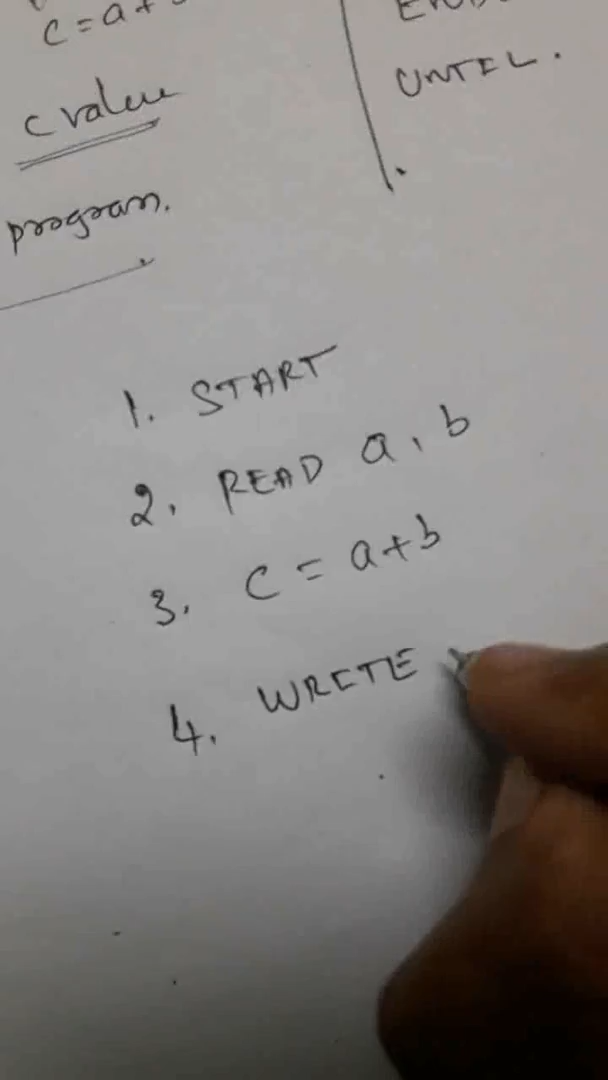 c = a +
c value
program.
UNTIL.
1. START
2. READ a, b
3. C = a + b
4. WRITE